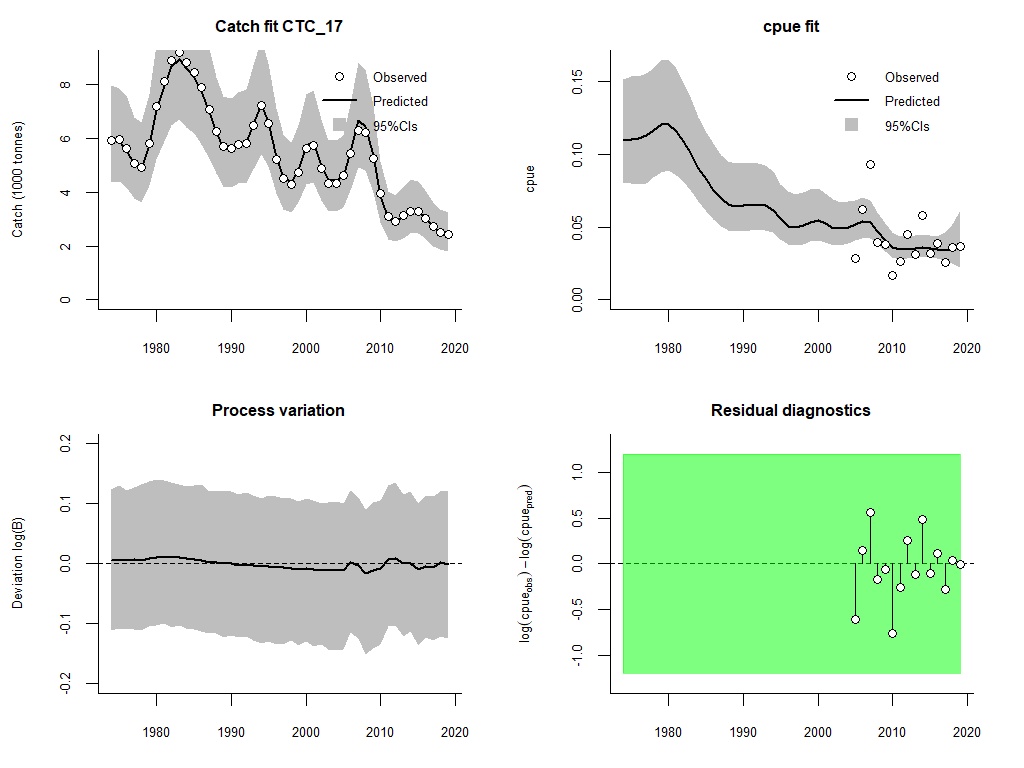 Catch fit CTC_17
Catch (1000 tonnes)
8
6
4
2
0
Observed
Predicted
95%CIs
1980 1990 2000 2010 2020
cpue fit
cpue
0.15
0.10
0.05
0.00
Observed
Predicted
95%CIs
1980 1990 2000 2010 2020
Process variation
Deviation log(B)
0.2
0.1
0.0
-0.1
-0.2
1980 1990 2000 2010 2020
Residual diagnostics
log(cpue_obs) − log(cpue_pred)
1.0
0.5
0.0
-0.5
-1.0
1980 1990 2000 2010 2020